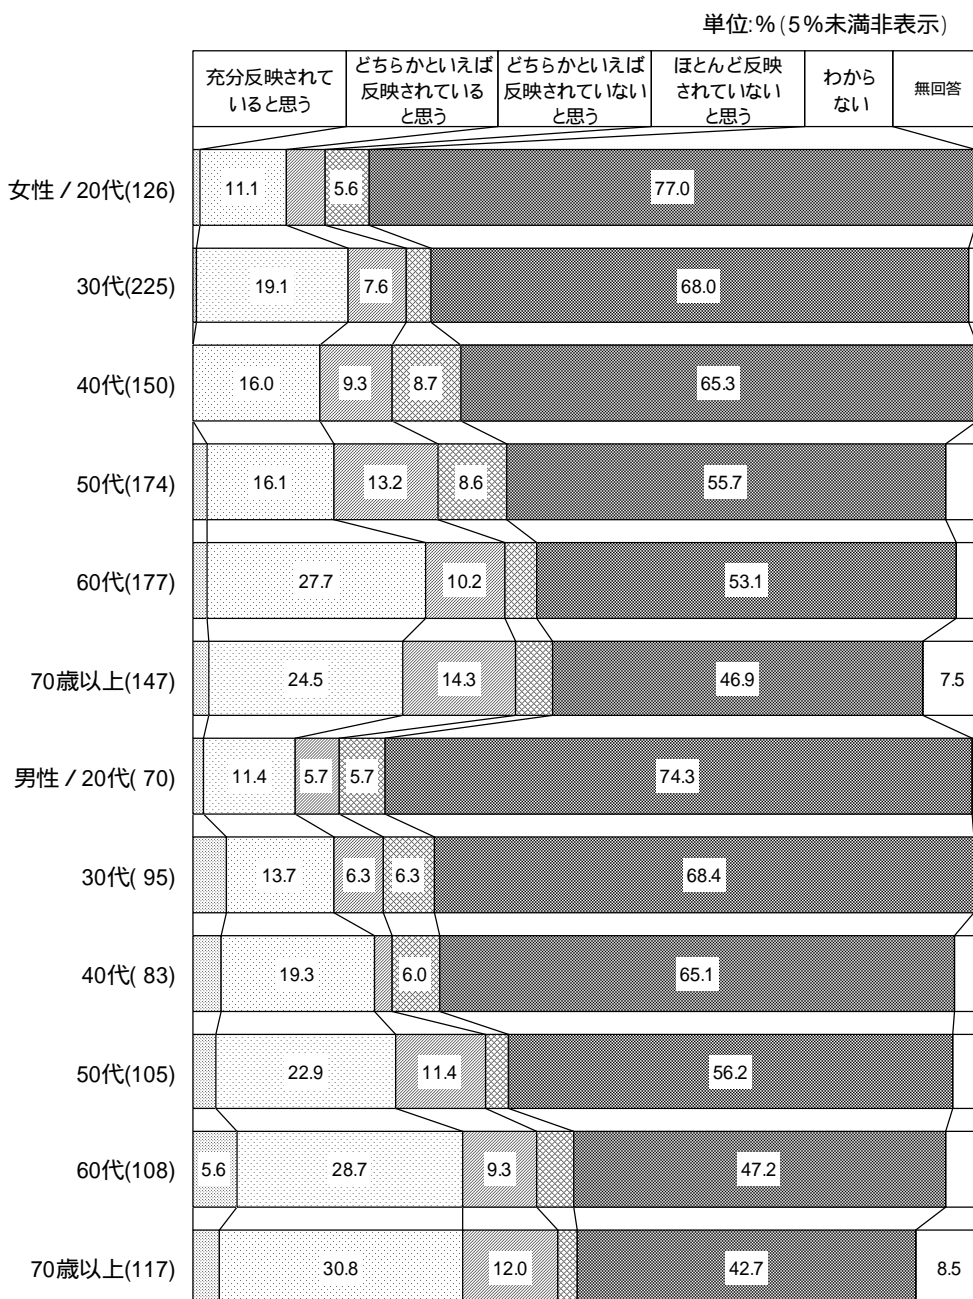 単位:％(５％未満非表示)
充分反映されて
いると思う
どちらかといえば
反映されている
と思う
どちらかといえば
反映されていない
と思う
ほとんど反映
されていない
と思う
わから
ない
無回答
女性 / 20代(126) 11.1 5.6 77.0
30代(225) 19.1 7.6 68.0
40代(150) 16.0 9.3 8.7 65.3
50代(174) 16.1 13.2 8.6 55.7
60代(177) 27.7 10.2 53.1
70歳以上(147) 24.5 14.3 46.9 7.5
男性 / 20代( 70) 11.4 5.7 5.7 74.3
30代( 95) 13.7 6.3 6.3 68.4
40代( 83) 19.3 6.0 65.1
50代(105) 22.9 11.4 56.2
60代(108) 5.6 28.7 9.3 47.2
70歳以上(117) 30.8 12.0 42.7 8.5